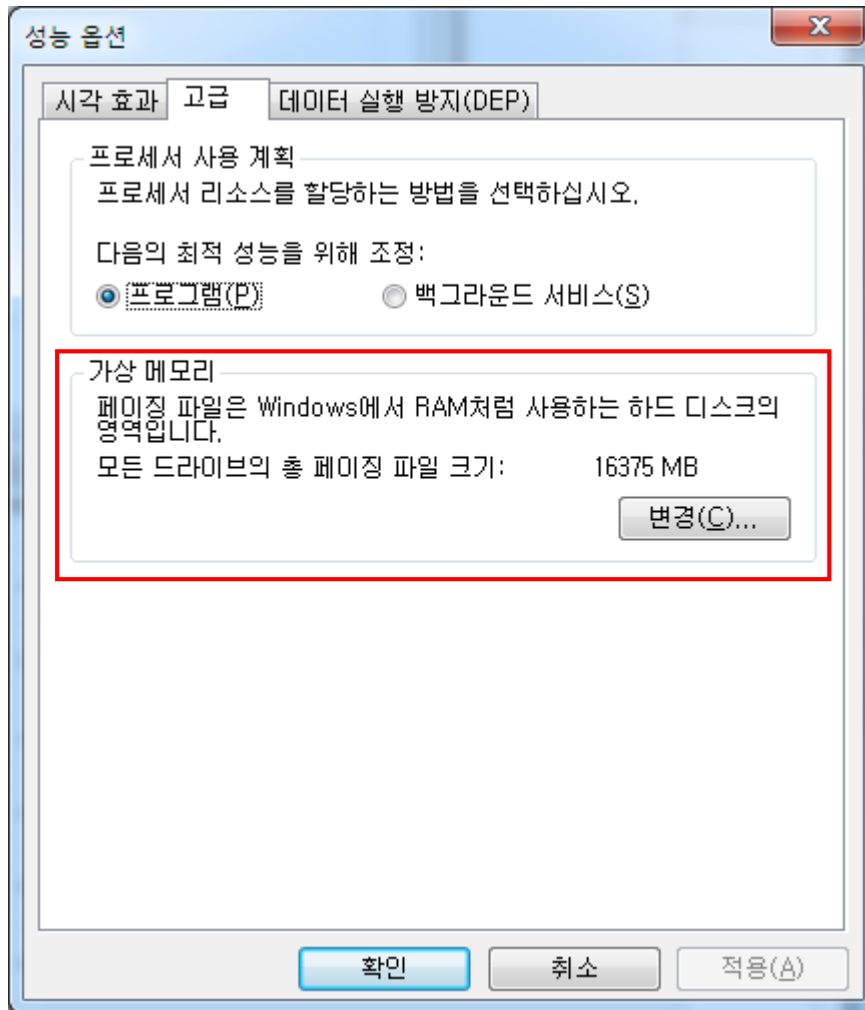 성능 옵션
X
시각 효과 고급 데이터 실행 방지(DEP)
프로세서 사용 계획
프로세서 리소스를 할당하는 방법을 선택하십시오.
다음의 최적 성능을 위해 조정:
프로그램(P) 백그라운드 서비스(S)
가상 메모리
페이징 파일은 Windows에서 RAM처럼 사용하는 하드 디스크의
영역입니다.
모든 드라이브의 총 페이징 파일 크기: 16375 MB
변경(C)...
확인 취소 적용(A)